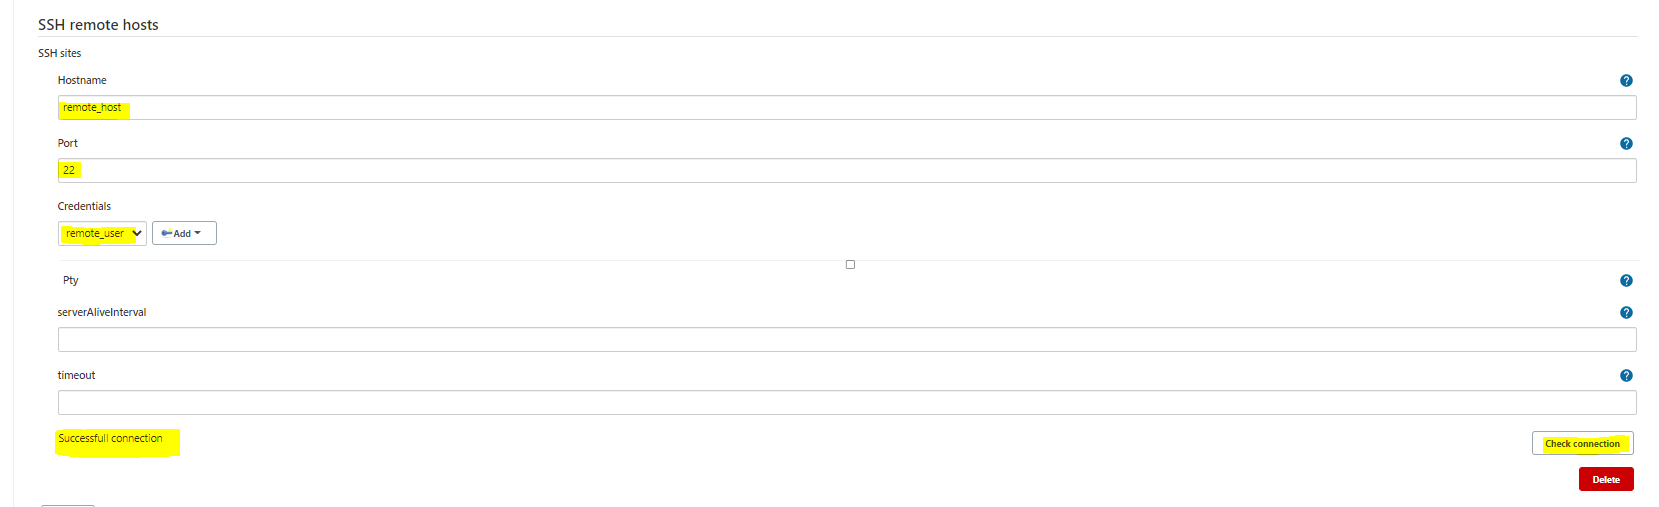 SSH remote hosts
SSH sites
Hostname
remote_host
Port
22
Credentials
remote_user
Add
Pty
serverAliveInterval
timeout
Successfull connection
Check connection
Delete